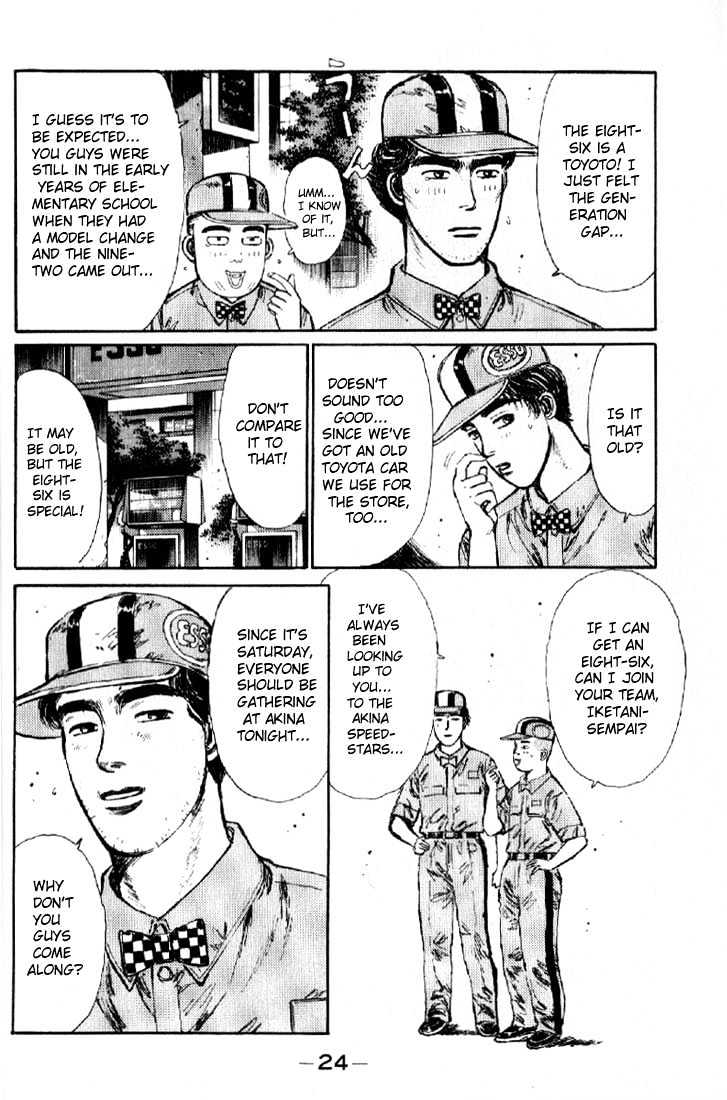 フ
ー
ん
THE EIGHT-
SIX IS A
TOYOTO! I
JUST FELT
THE GEN-
ERATION
GAP...
UMM...
I KNOW
OF IT,
BUT...
I GUESS IT'S TO
BE EXPECTED...
YOU GUYS WERE
STILL IN THE EARLY
YEARS OF ELE-
MENTARY SCHOOL
WHEN THEY HAD
A MODEL CHANGE
AND THE NINE-
TWO CAME OUT...
IS IT
THAT
OLD?
ESSO
DOESN'T
SOUND TOO
GOOD...
SINCE WE'VE
GOT AN OLD
TOYOTA CAR
WE USE FOR
THE STORE,
TOO...
ESSO
DON'T
COMPARE
IT TO
THAT!
IT MAY
BE OLD,
BUT THE
EIGHT-
SIX IS
SPECIAL!
IF I CAN
GET AN
EIGHT-SIX,
CAN I JOIN
YOUR TEAM,
IKETANI-
SEMPAI?
I'VE
ALWAYS
BEEN
LOOKING
UP TO
YOU...
TO THE
AKINA
SPEED-
STARS...
SINCE IT'S
SATURDAY,
EVERYONE
SHOULD BE
GATHERING
AT AKINA
TONIGHT...
ESSO
WHY
DON'T
YOU
GUYS
COME
ALONG?
—24—